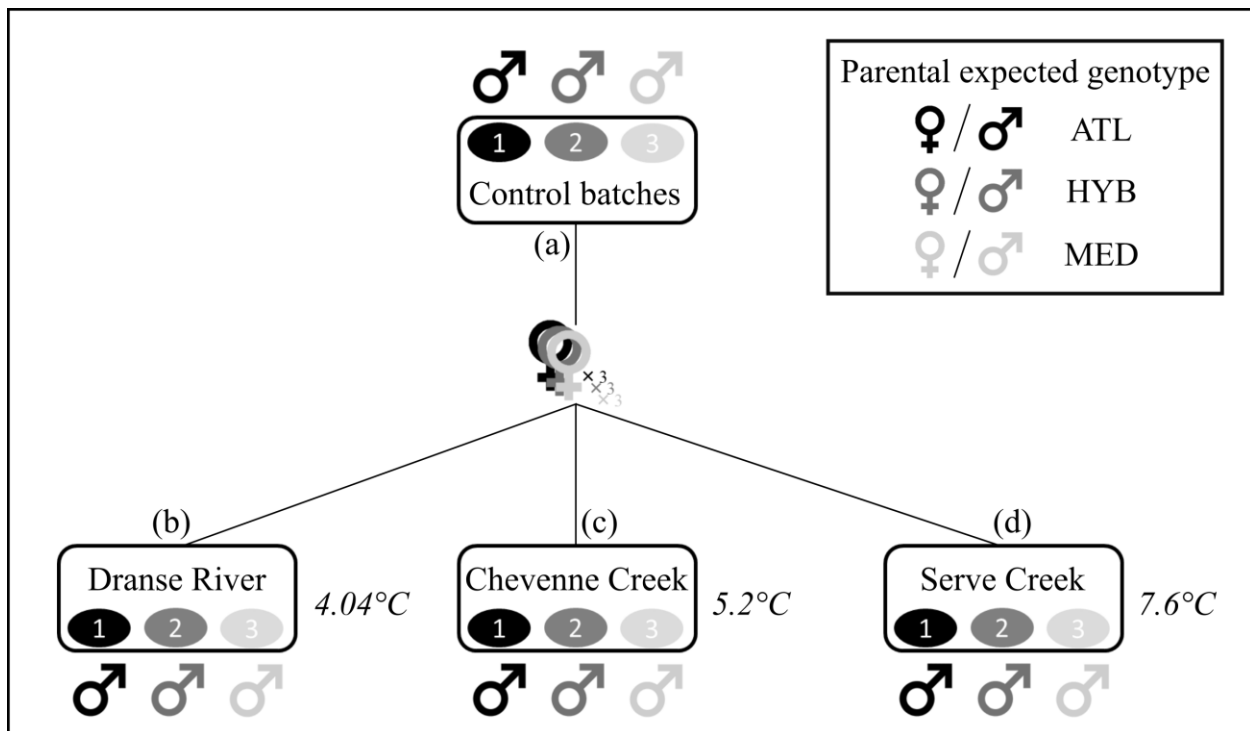 Parental expected genotype
ATL
HYB
MED
1 2 3
Control batches
(a)
× 3
× 3
× 3
(b)
(c)
(d)
Dranse River
1 2 3
4.04°C
Chevenne Creek
1 2 3
5.2°C
Serve Creek
1 2 3
7.6°C